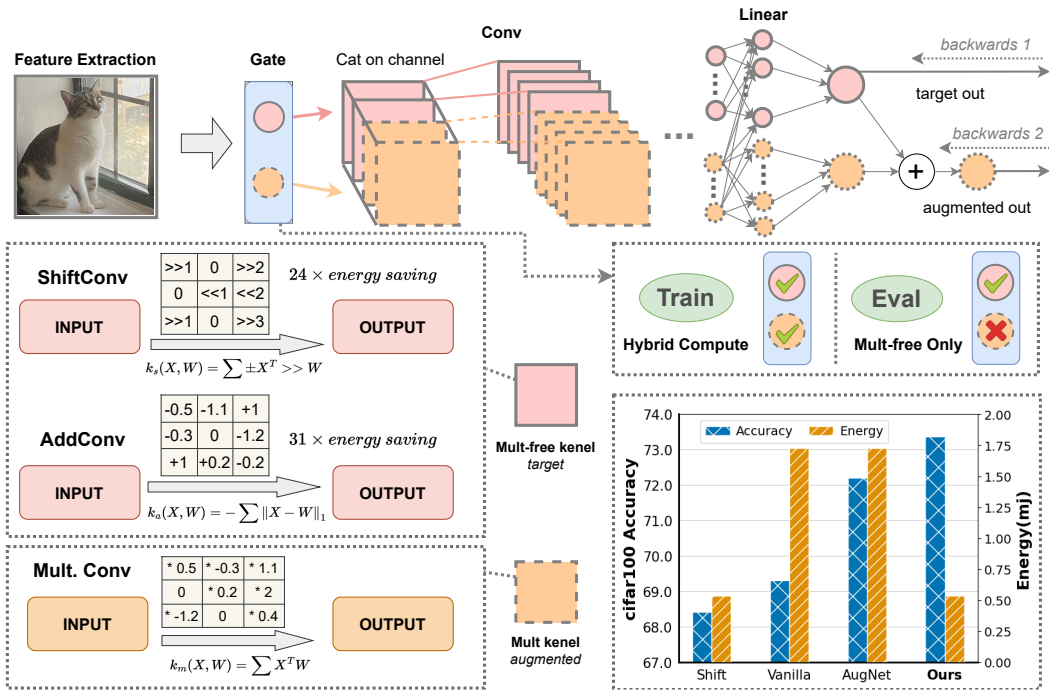 Linear
Conv
Feature Extraction
Gate
Cat on channel
backwards 1
target out
backwards 2
+
augmented out
ShiftConv
>>1 0 >>2
0 <<1 <<2
>>1 0 >>3
24 × energy saving
INPUT
OUTPUT
k_s(X, W) = ∑ ±X^T >> W
AddConv
-0.5 -1.1 +1
-0.3 0 -1.2
+1 +0.2 -0.2
31 × energy saving
INPUT
OUTPUT
k_a(X, W) = − ∑ ‖X − W‖_1
Mult-free kenel
target
Mult. Conv
* 0.5 * -0.3 * 1.1
0 * 0.2 * 2
* -1.2 0 * 0.4
INPUT
OUTPUT
k_m(X, W) = ∑ X^T W
Mult kenel
augmented
Train
Hybrid Compute
Eval
Mult-free Only
cifar100 Accuracy
74.0
73.0
72.0
71.0
70.0
69.0
68.0
67.0
Accuracy
Energy
2.00
1.75
1.50
1.25
1.00
0.75
0.50
0.25
0.00
Energy(mj)
Shift
Vanilla
AugNet
Ours